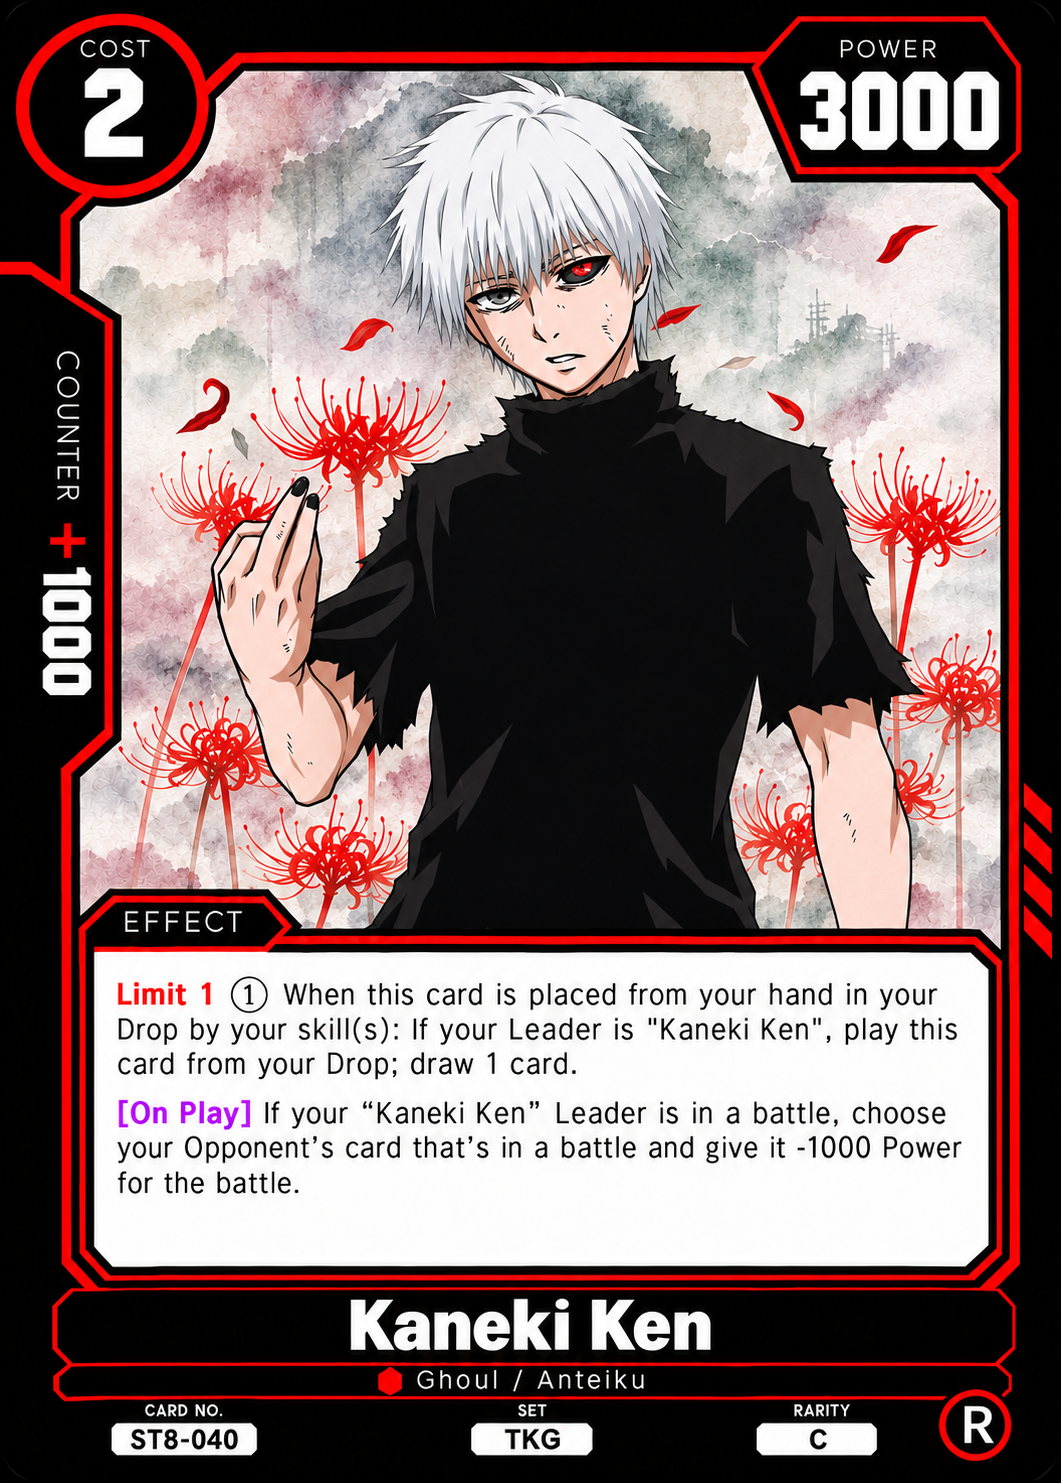 COST
2
POWER
3000
COUNTER +1000
EFFECT
Limit 1 ① When this card is placed from your hand in your
Drop by your skill(s): If your Leader is "Kaneki Ken", play this
card from your Drop; draw 1 card.
[On Play] If your “Kaneki Ken” Leader is in a battle, choose
your Opponent’s card that’s in a battle and give it -1000 Power
for the battle.
Kaneki Ken
Ghoul / Anteiku
CARD NO.
ST8-040
SET
TKG
RARITY
C
R